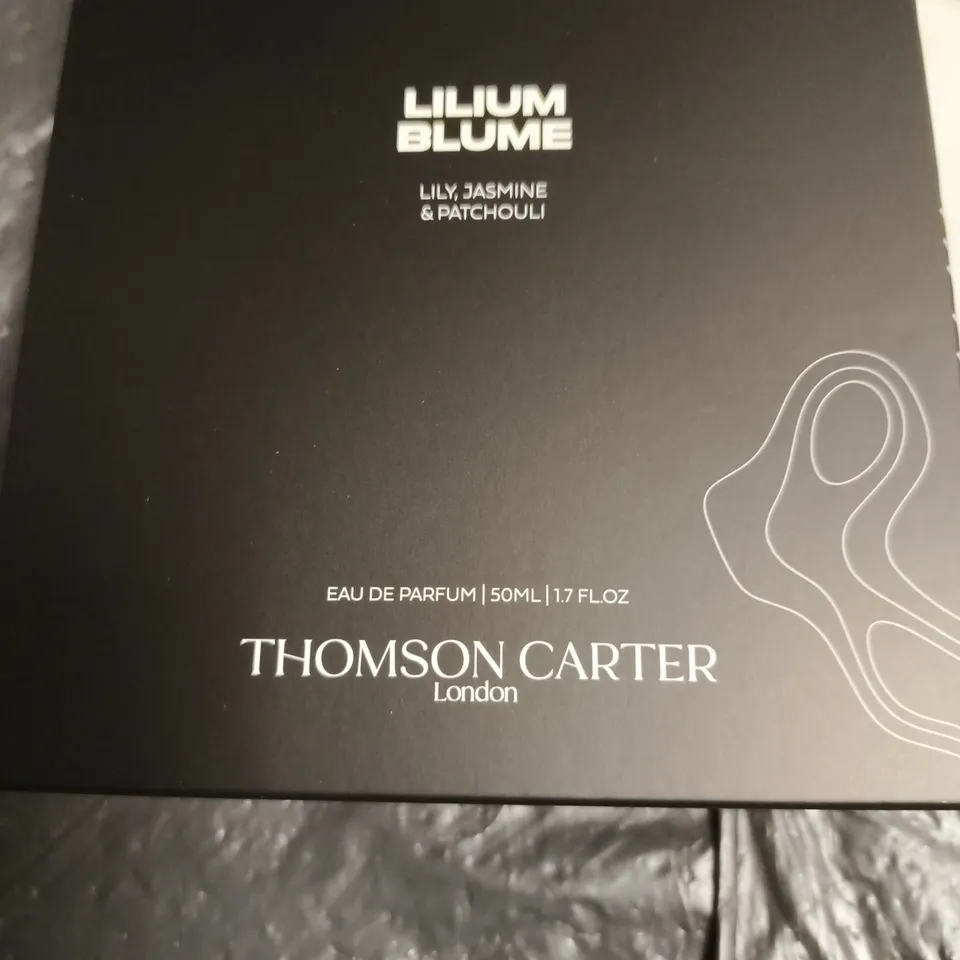 LILIUM
BLUME
LILY, JASMINE
& PATCHOULI
EAU DE PARFUM | 50ML | 1.7 FL.OZ
THOMSON CARTER
London